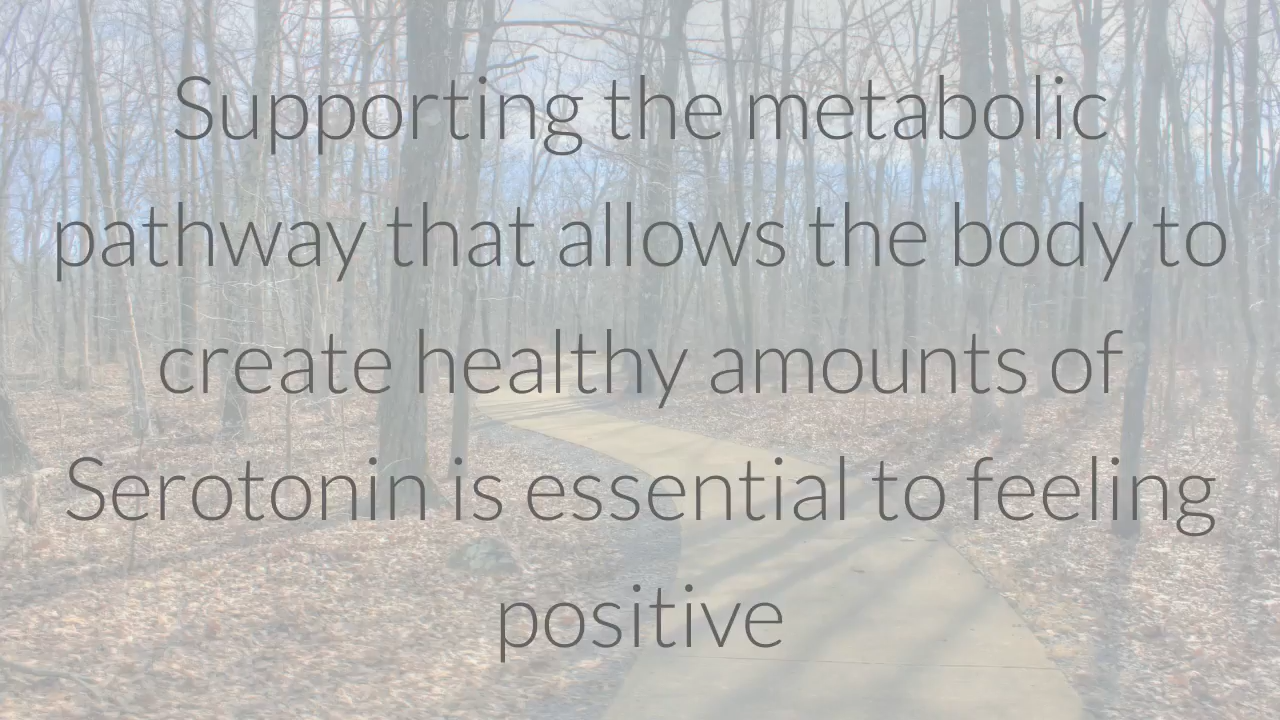 Supporting the metabolic
pathway that allows the body to
create healthy amounts of
Serotonin is essential to feeling
positive